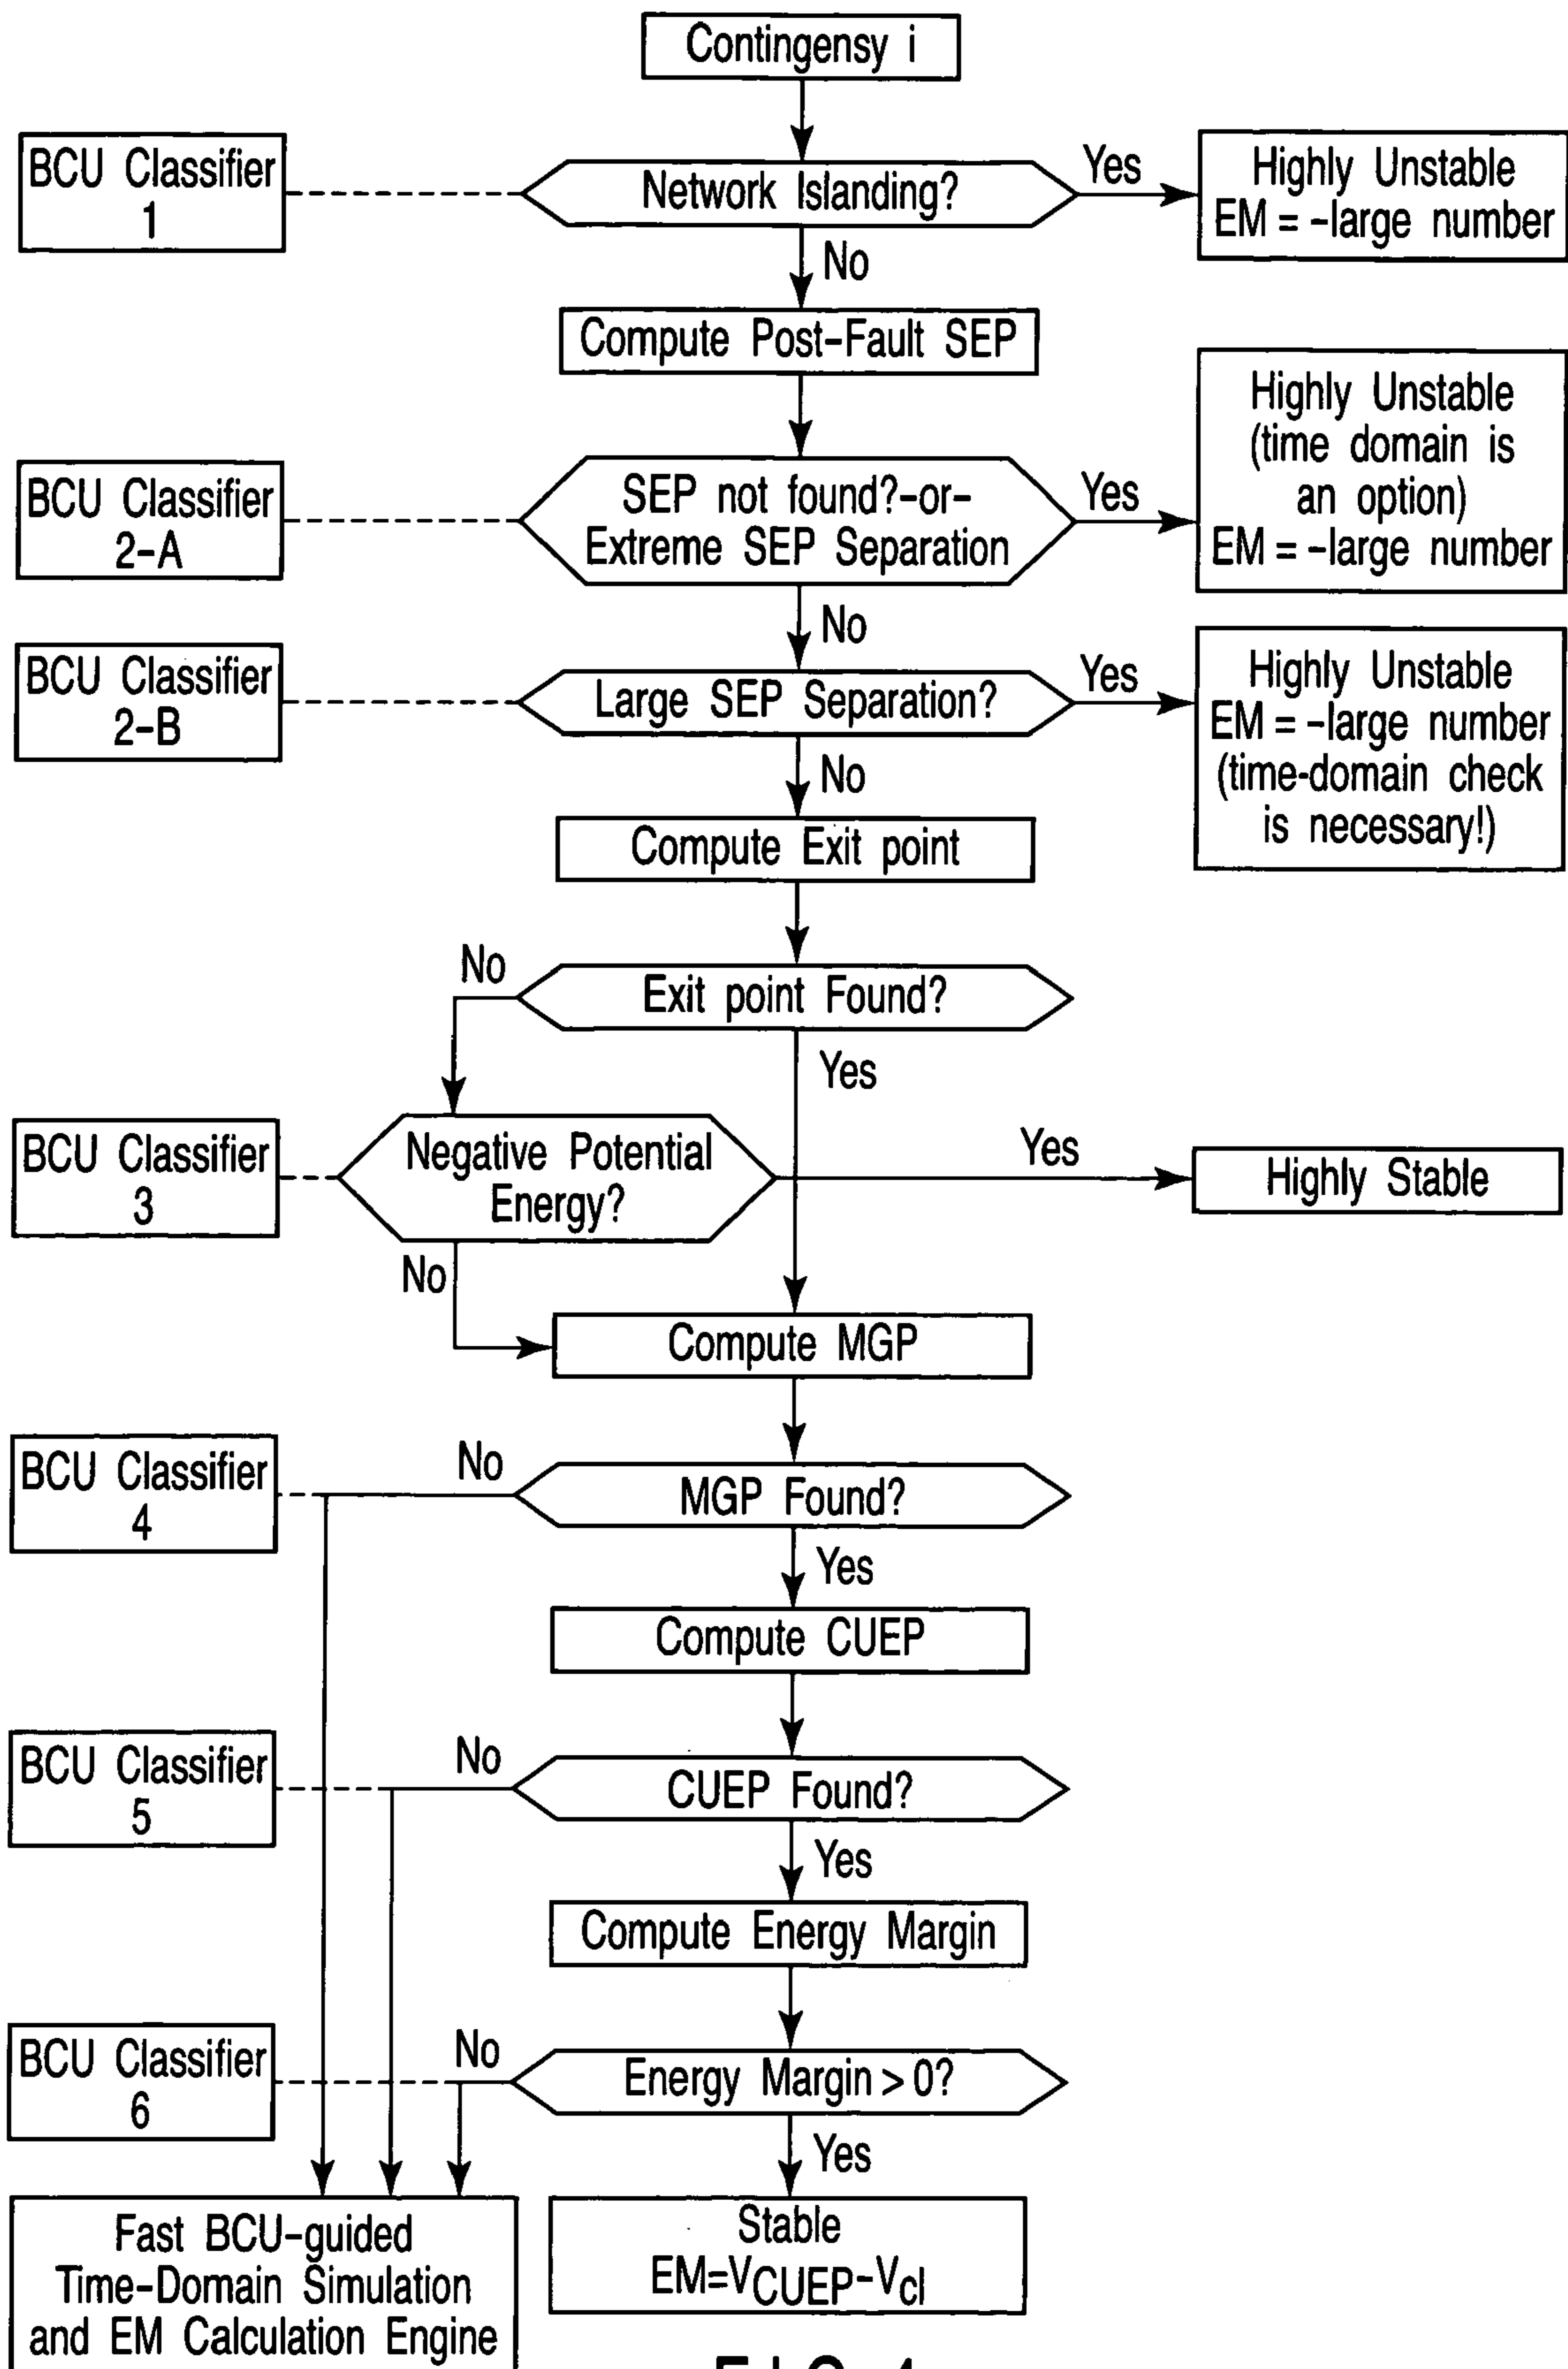 Contingensy i
BCU Classifier
1
Network Islanding?
Yes
Highly Unstable
EM = -large number
No
Compute Post-Fault SEP
BCU Classifier
2-A
SEP not found?-or-
Extreme SEP Separation
Yes
Highly Unstable
(time domain is
an option)
EM = -large number
No
BCU Classifier
2-B
Large SEP Separation?
Yes
Highly Unstable
EM = -large number
(time-domain check
is necessary!)
No
Compute Exit point
No
Exit point Found?
Yes
BCU Classifier
3
Negative Potential
Energy?
Yes
Highly Stable
No
Compute MGP
BCU Classifier
4
No
MGP Found?
Yes
Compute CUEP
BCU Classifier
5
No
CUEP Found?
Yes
Compute Energy Margin
BCU Classifier
6
No
Energy Margin > 0?
Yes
Fast BCU-guided
Time-Domain Simulation
and EM Calculation Engine
Stable
EM=VCUEP-Vcl